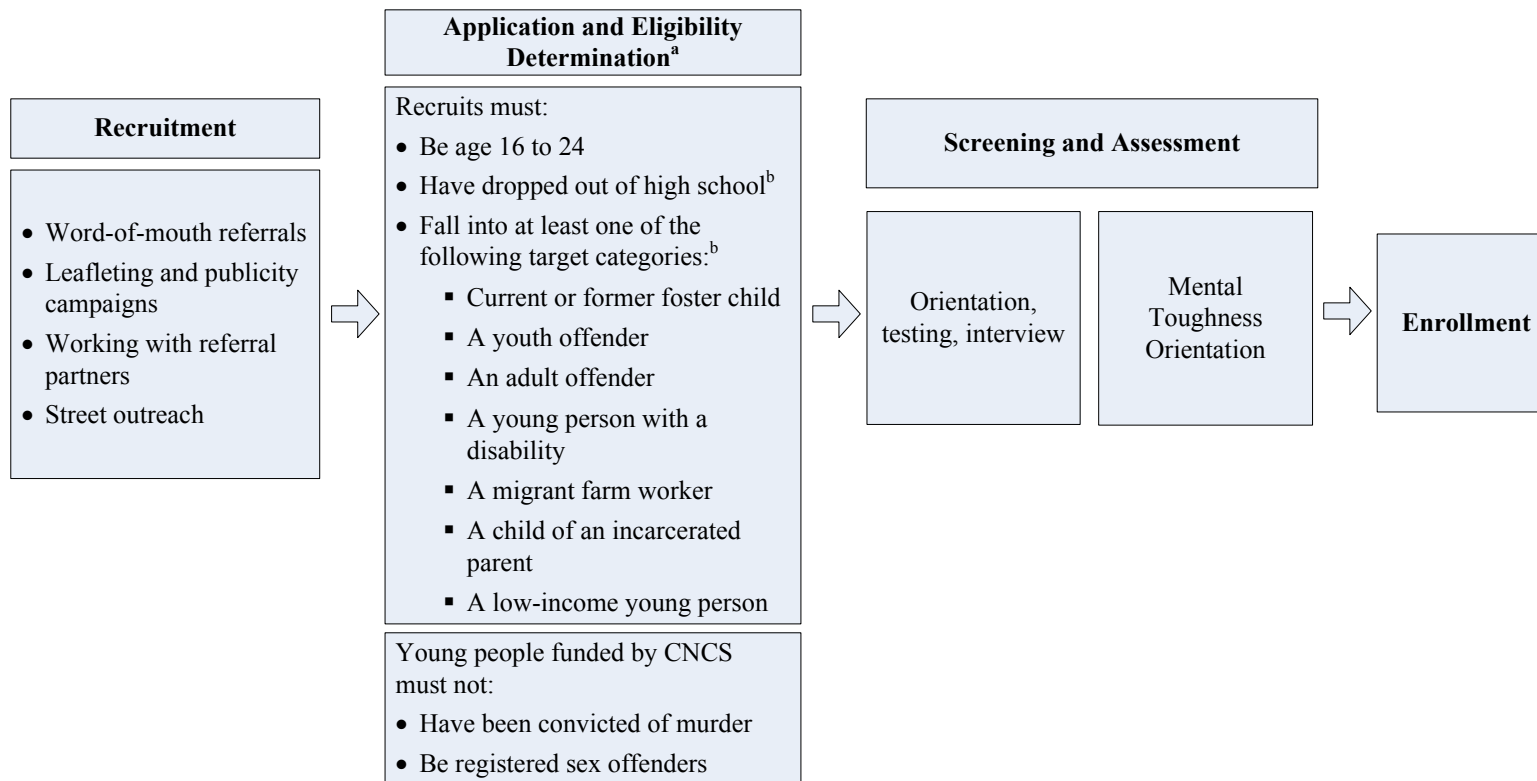 Recruitment
• Word-of-mouth referrals
• Leafleting and publicity
campaigns
• Working with referral
partners
• Street outreach
Application and Eligibility
Determinationᵃ
Recruits must:
• Be age 16 to 24
• Have dropped out of high schoolᵇ
• Fall into at least one of the
following target categories:ᵇ
▪ Current or former foster child
▪ A youth offender
▪ An adult offender
▪ A young person with a
disability
▪ A migrant farm worker
▪ A child of an incarcerated
parent
▪ A low-income young person
Young people funded by CNCS
must not:
• Have been convicted of murder
• Be registered sex offenders
Screening and Assessment
Orientation,
testing, interview
Mental
Toughness
Orientation
Enrollment